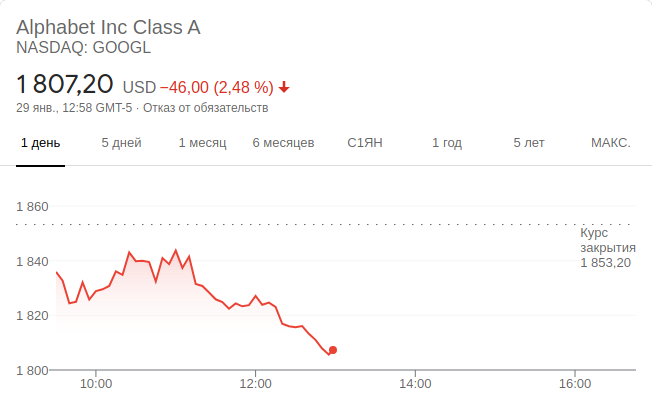 Alphabet Inc Class A
NASDAQ: GOOGL
1 807,20 USD −46,00 (2,48 %)
29 янв., 12:58 GMT-5 · Отказ от обязательств
1 день 5 дней 1 месяц 6 месяцев С1ЯН 1 год 5 лет МАКС.
1 860
Курс
закрытия
1 853,20
1 840
1 820
1 800
10:00 12:00 14:00 16:00